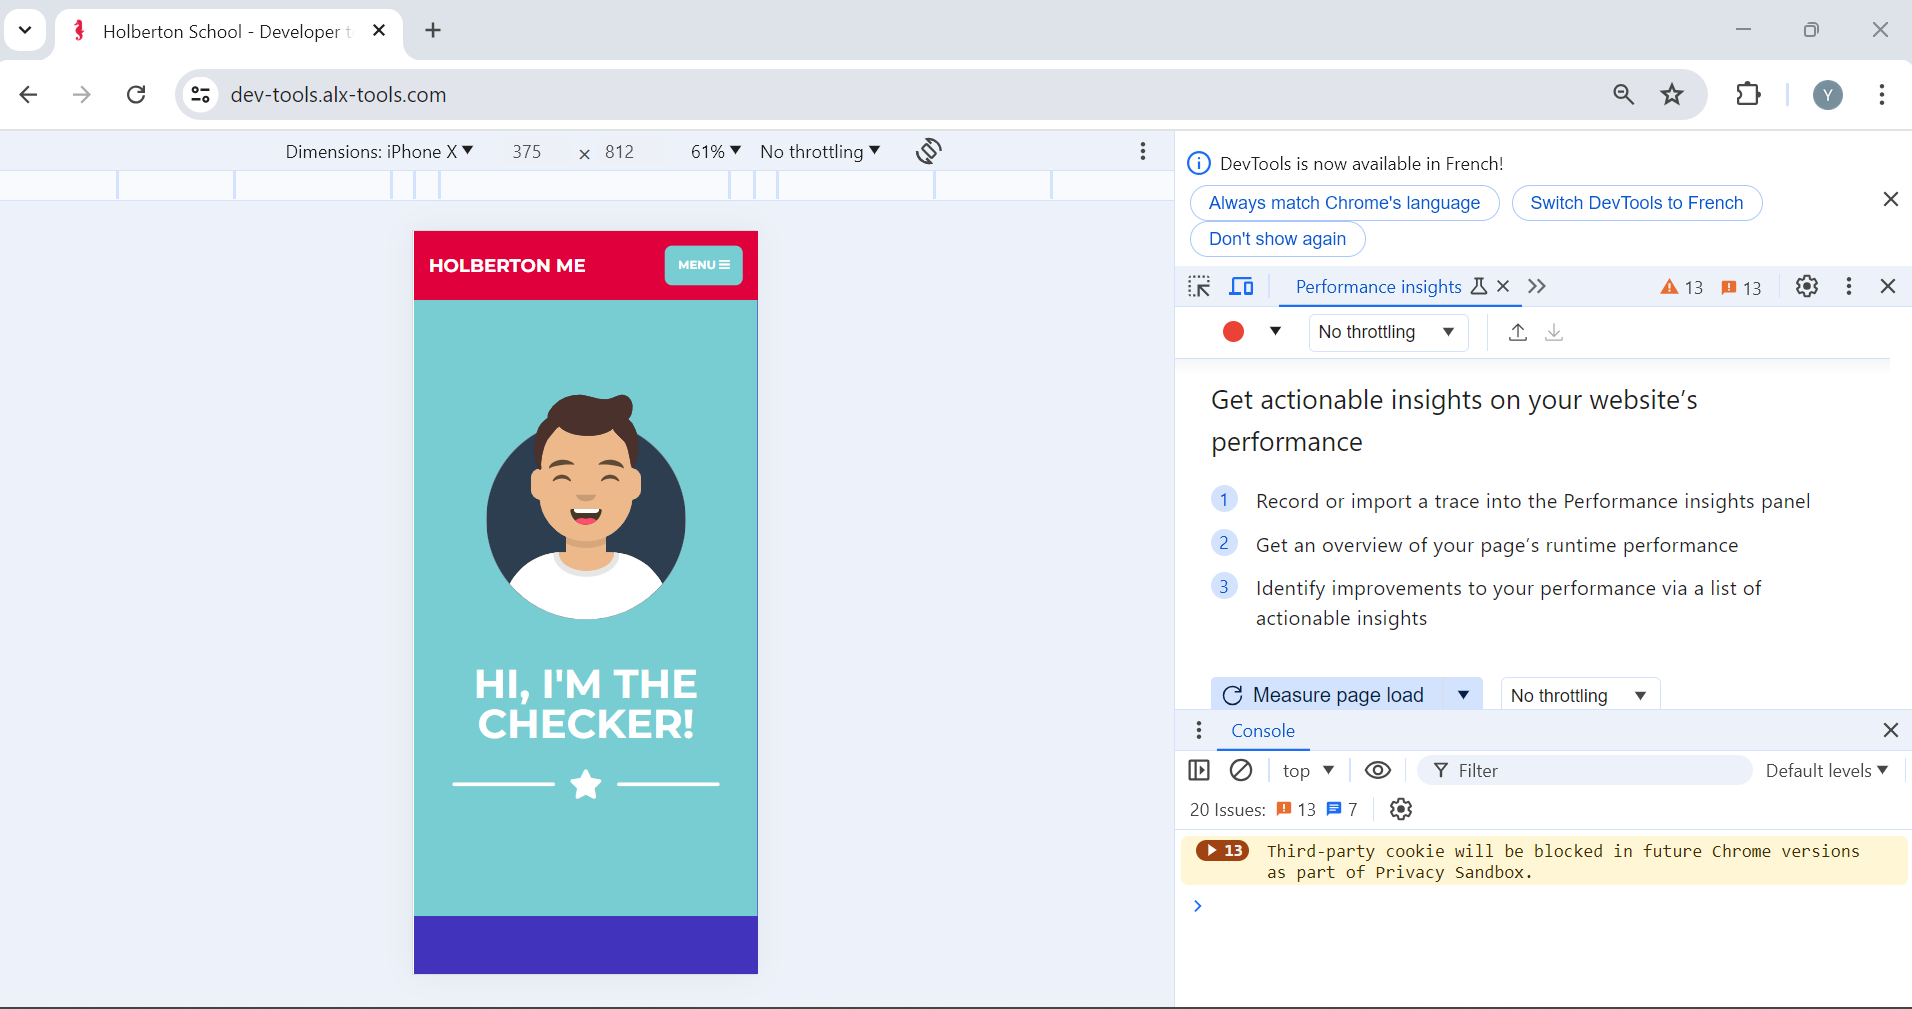 Holberton School - Developer t
dev-tools.alx-tools.com
Y
Dimensions: iPhone X
375
×
812
61%
No throttling
HOLBERTON ME
MENU
HI, I'M THE
CHECKER!
DevTools is now available in French!
Always match Chrome's language
Switch DevTools to French
Don't show again
Performance insights
13
13
No throttling
Get actionable insights on your website's
performance
1 Record or import a trace into the Performance insights panel
2 Get an overview of your page's runtime performance
3 Identify improvements to your performance via a list of
actionable insights
Measure page load
No throttling
Console
top
Filter
Default levels
20 Issues: 13 7
13 Third-party cookie will be blocked in future Chrome versions
as part of Privacy Sandbox.